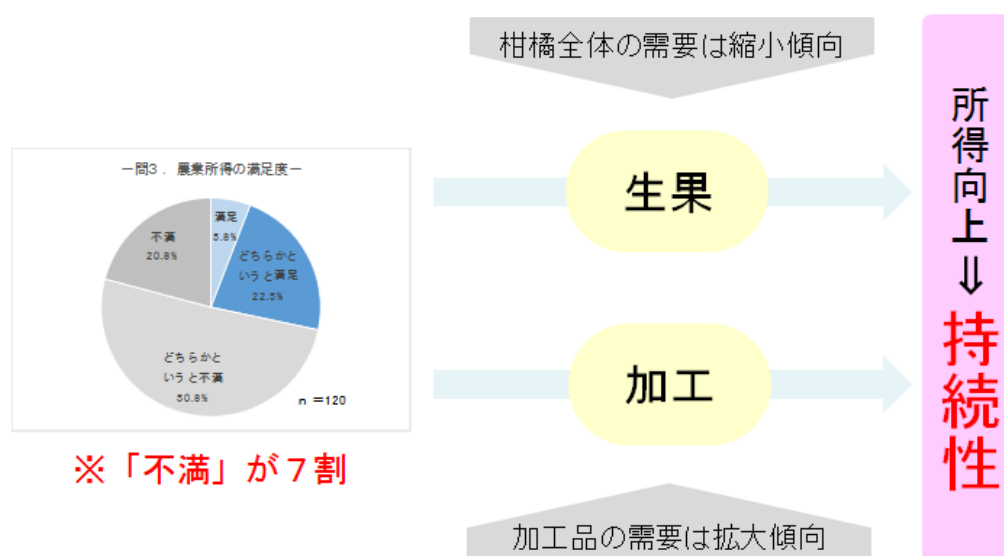 柑橘全体の需要は縮小傾向
-問3．農業所得の満足度-
満足
5.8%
どちらかと
いうと満足
22.5%
どちらかと
いうと不満
50.8%
不満
20.8%
n =120
※「不満」が７割
生果
加工
加工品の需要は拡大傾向
所得向上⇒持続性